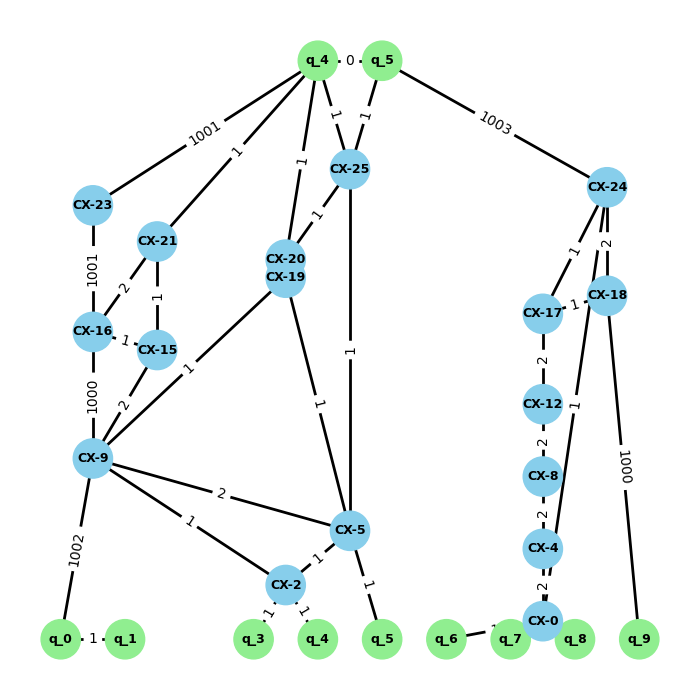 q_4 0 q_5
1 1
1003
1001
1 1
CX-25
CX-24
CX-23
1
CX-21
1 2
CX-20
1001
CX-19
2 1
CX-18
1
CX-17
CX-16 1 CX-15
1
2
1
1000 2 1 1
CX-12
2
CX-9
1000
CX-8
2
1
2
CX-5
1002
CX-4
1
2
CX-2
1
1 1
CX-0
q_0 1 q_1 q_3 q_4 q_5 q_6 q_7 q_8 q_9